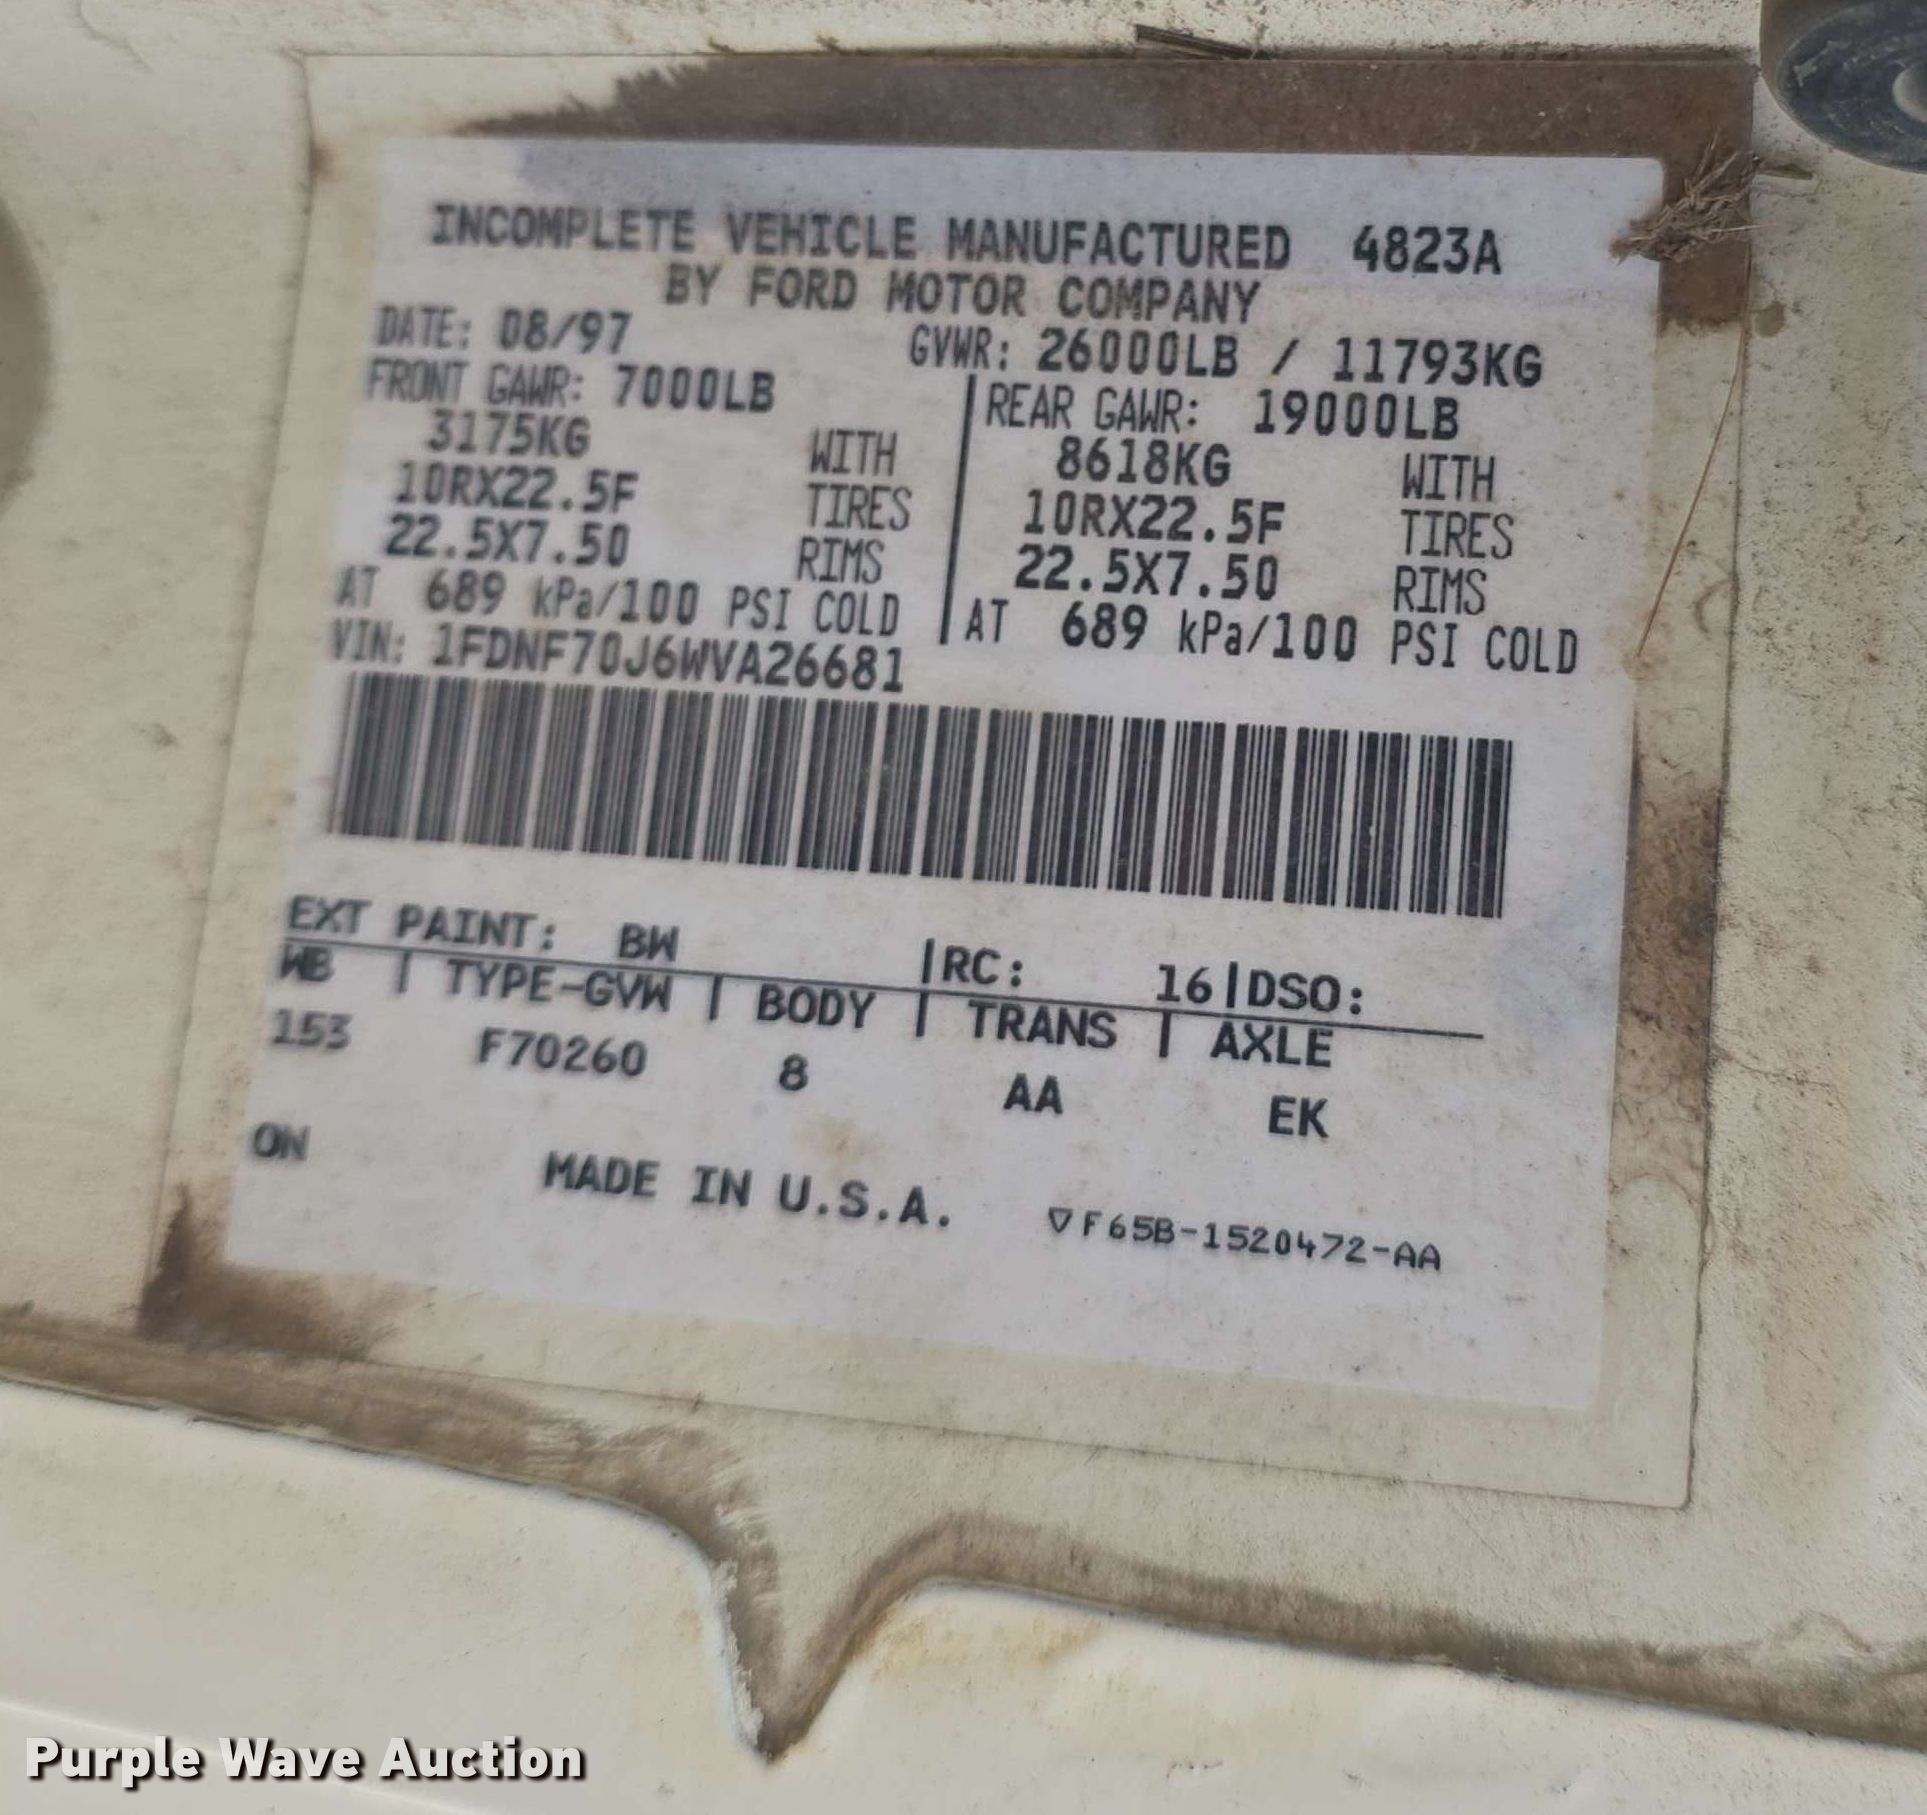 INCOMPLETE VEHICLE MANUFACTURED 4823A
BY FORD MOTOR COMPANY
DATE: 08/97 GVWR: 26000LB / 11793KG
FRONT GAWR: 7000LB REAR GAWR: 19000LB
3175KG WITH 8618KG WITH
10RX22.5F TIRES 10RX22.5F TIRES
22.5X7.50 RIMS 22.5X7.50 RIMS
AT 689 kPa/100 PSI COLD AT 689 kPa/100 PSI COLD
VIN: 1FDNF70J6WVA26681
EXT PAINT: BW |RC: 16|DSO:
WB | TYPE-GVW | BODY | TRANS | AXLE
153 F70260 8 AA EK
ON MADE IN U.S.A. ▽F65B-1520472-AA
Purple Wave Auction